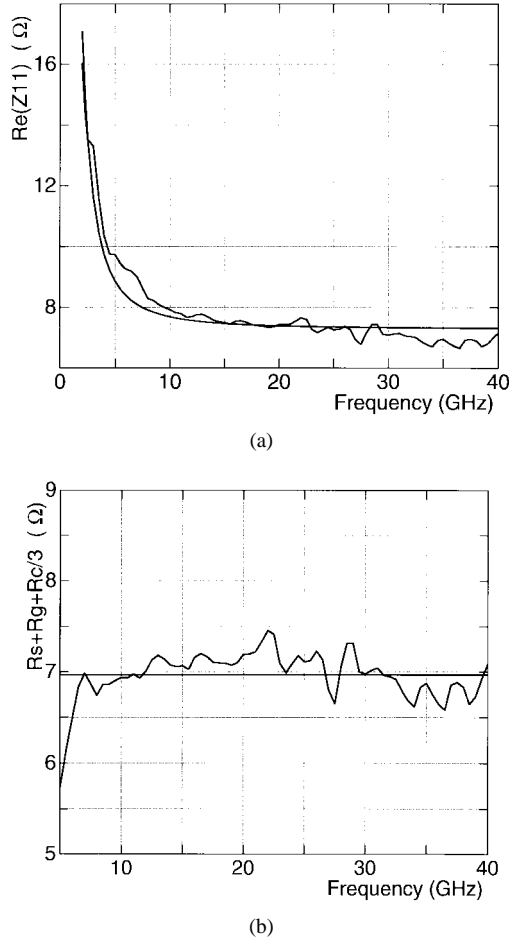 Re(Z11) ( Ω )
16
12
8
0
10
20
30
40
Frequency (GHz)
(a)
Rs+Rg+Rc/3 ( Ω )
9
8
7
6
5
10
20
30
40
Frequency (GHz)
(b)